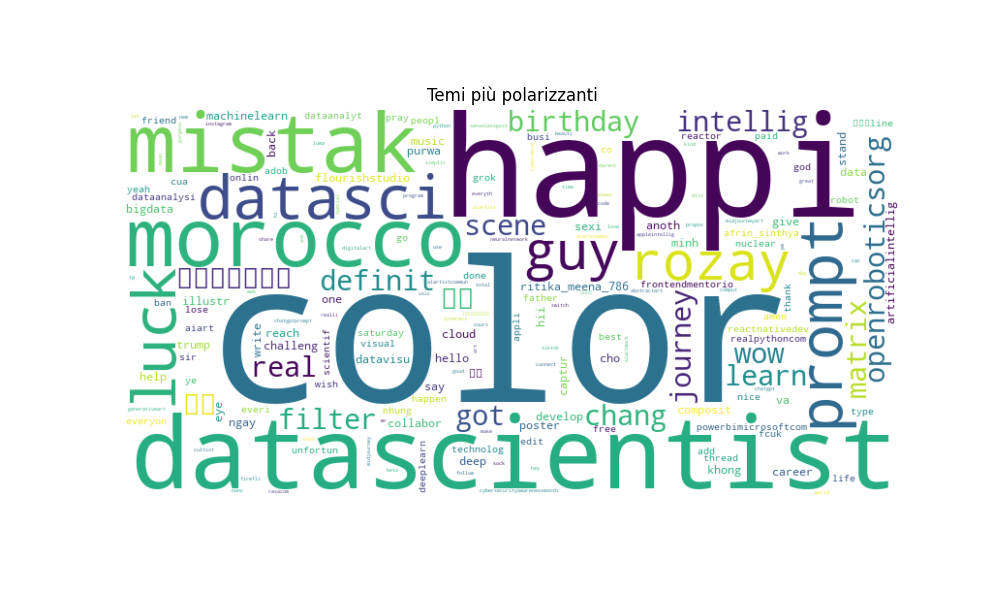 Temi più polarizzanti
mistak
happi
color
datascientist
morocco
datasci
guy
rozay
prompt
luck
journey
matrix
openroboticsorg
artificialintellig
birthday
intellig
scene
definit
real
filter
got
chang
learn
wow
friend
machinelearn
dataanalyt
pray
peopl
music
purwa
back
adob
onlin
cua
yeah
dataanalysi
bigdata
flourishstudio
grok
busi
co
sexi
reactor
paid
anoth
minh
nuclear
god
stand
line
data
robot
give
afrin_sinthya
go
ritika_meena_786
father
hii
frontendmentorio
thank
amen
reactnativedev
realpythoncom
illustr
ban
lose
aiart
trump
sir
help
ye
eye
everyon
everi
ngay
write
reach
challeng
one
scientif
wish
saturday
visual
datavisu
done
cloud
hello
say
happen
appli
captur
cho
best
nice
va
type
nhung
collabor
poster
edit
develop
free
composit
powerbimicrosoftcom
fcuk
add
thread
khong
career
life
unfortun
technolog
deep
deeplearn
cybersecurityawarenessmonth